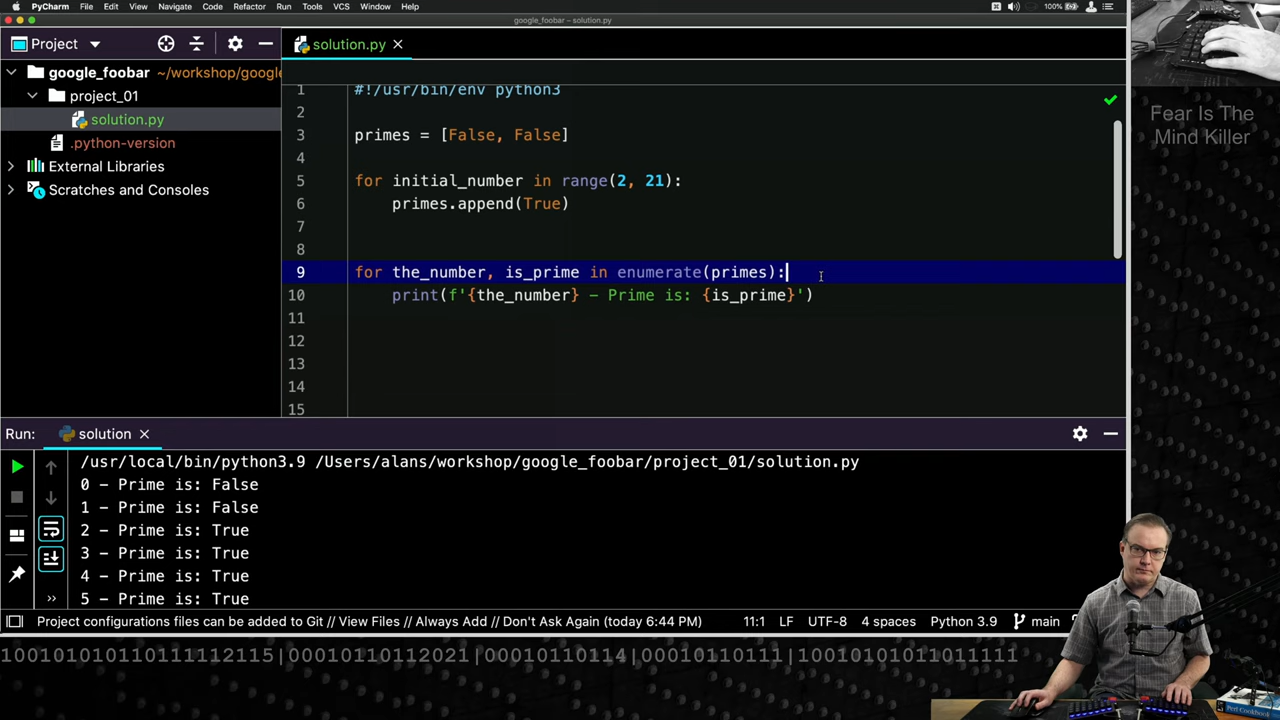 PyCharm File Edit View Navigate Code Refactor Run Tools VCS Window Help 100%
google_foobar – solution.py
Project
solution.py
google_foobar ~/workshop/google
project_01
solution.py
.python-version
External Libraries
Scratches and Consoles
1 #!/usr/bin/env python3
2
3 primes = [False, False]
4
5 for initial_number in range(2, 21):
6 primes.append(True)
7
8
9 for the_number, is_prime in enumerate(primes):
10 print(f'{the_number} – Prime is: {is_prime}')
11
12
13
14
15
Fear Is The
Mind Killer
Run: solution
/usr/local/bin/python3.9 /Users/alans/workshop/google_foobar/project_01/solution.py
0 – Prime is: False
1 – Prime is: False
2 – Prime is: True
3 – Prime is: True
4 – Prime is: True
5 – Prime is: True
Project configurations files can be added to Git // View Files // Always Add // Don't Ask Again (today 6:44 PM) 11:1 LF UTF-8 4 spaces Python 3.9 main
Perl Cookbook